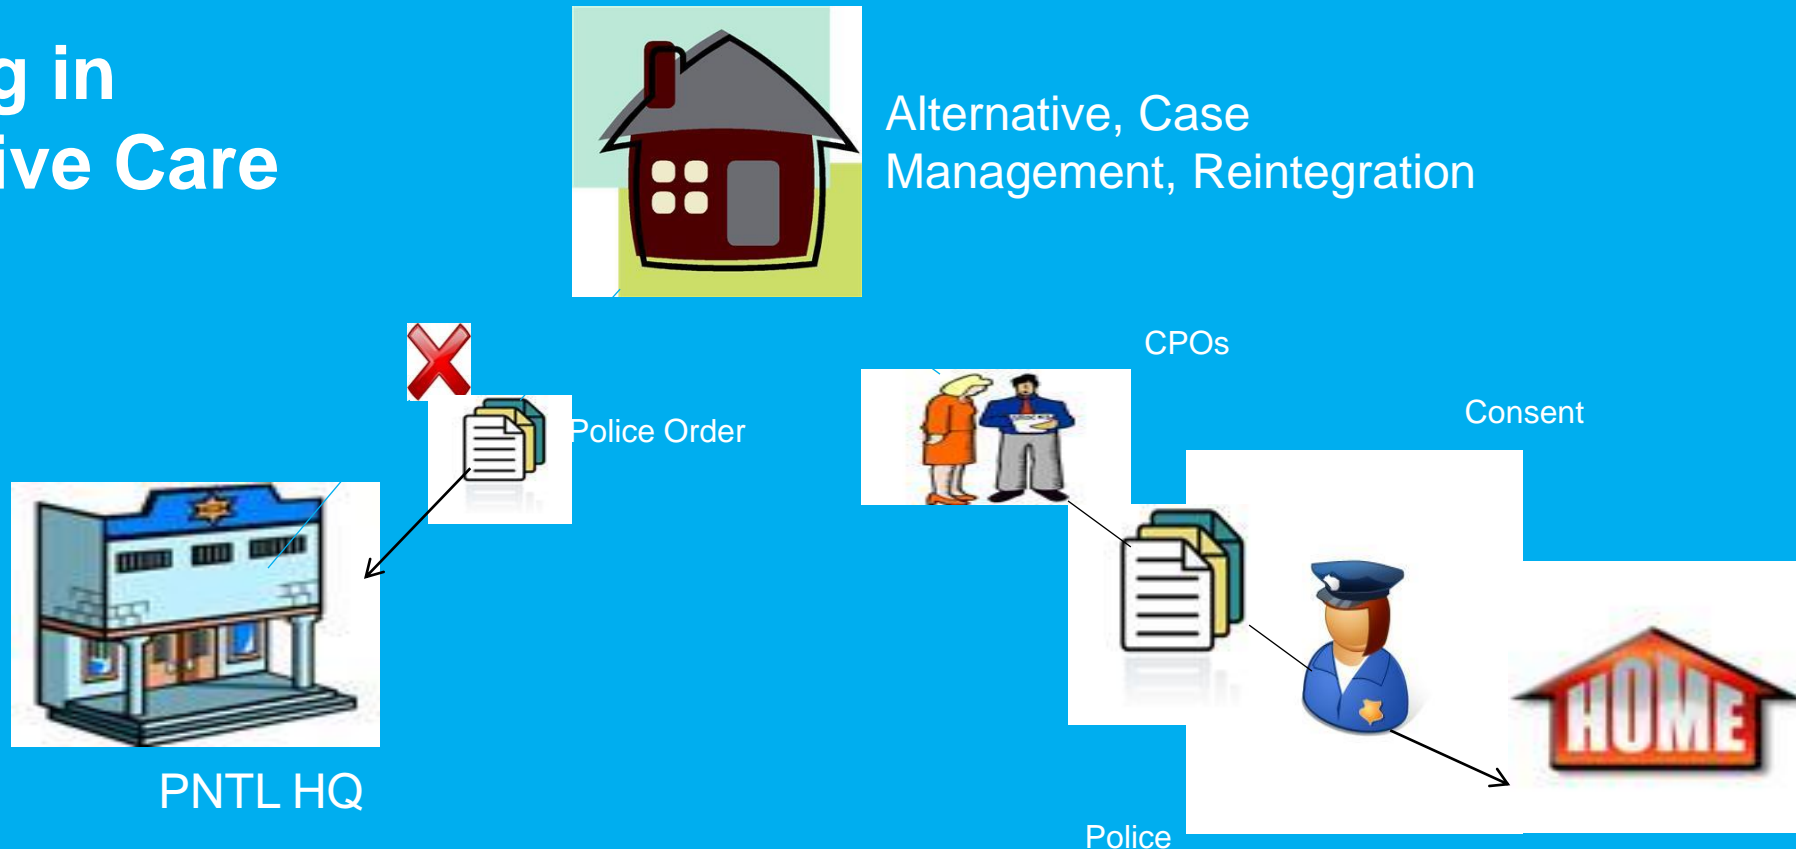 g in
ive Care
Alternative, Case
Management, Reintegration
CPOs
Consent
Police Order
HOME
PNTL HQ
Police